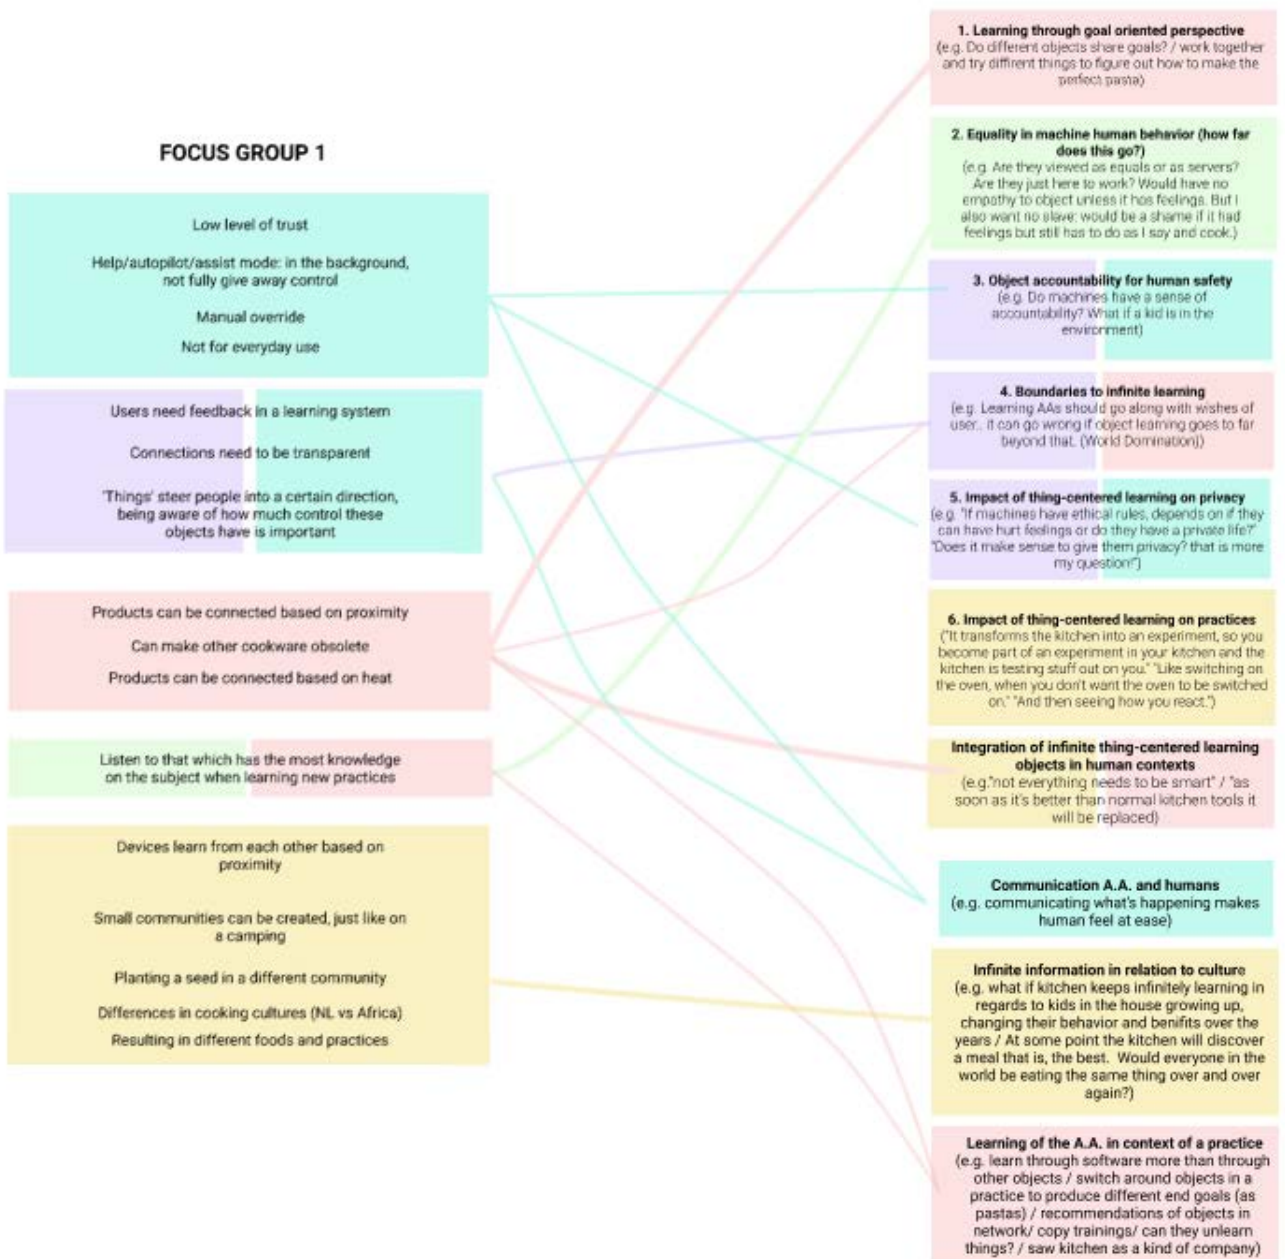 FOCUS GROUP 1
Low level of trust
Help/autopilot/assist mode: in the background,
not fully give away control
Manual override
Not for everyday use
Users need feedback in a learning system
Connections need to be transparent
'Things' steer people into a certain direction,
being aware of how much control these
objects have is important
Products can be connected based on proximity
Can make other cookware obsolete
Products can be connected based on heat
Listen to that which has the most knowledge
on the subject when learning new practices
Devices learn from each other based on
proximity
Small communities can be created, just like on
a camping
Planting a seed in a different community
Differences in cooking cultures (NL vs Africa)
Resulting in different foods and practices
1. Learning through goal oriented perspective
(e.g. Do different objects share goals? / work together
and try diffirent things to figure out how to make the
perfect pasta)
2. Equality in machine human behavior (how far
does this go?)
(e.g. Are they viewed as equals or as servers?
Are they just here to work? Would have no
empathy to object unless it has feelings. But I
also want no slave: would be a shame if it had
feelings but still has to do as I say and cook.)
3. Object accountability for human safety
(e.g. Do machines have a sense of
accountability? What if a kid is in the
environment)
4. Boundaries to infinite learning
(e.g. Learning AAs should go along with wishes of
user.. it can go wrong if object learning goes to far
beyond that. (World Domination))
5. Impact of thing-centered learning on privacy
(e.g. "If machines have ethical rules, depends on if they
can have hurt feelings or do they have a private life?"
"Does it make sense to give them privacy? that is more
my question!")
6. Impact of thing-centered learning on practices
("It transforms the kitchen into an experiment, so you
become part of an experiment in your kitchen and the
kitchen is testing stuff out on you." "Like switching on
the oven, when you don't want the oven to be switched
on." "And then seeing how you react.")
Integration of infinite thing-centered learning
objects in human contexts
(e.g."not everything needs to be smart" / "as
soon as it's better than normal kitchen tools it
will be replaced)
Communication A.A. and humans
(e.g. communicating what's happening makes
human feel at ease)
Infinite information in relation to culture
(e.g. what if kitchen keeps infinitely learning in
regards to kids in the house growing up,
changing their behavior and benifits over the
years / At some point the kitchen will discover
a meal that is, the best. Would everyone in the
world be eating the same thing over and over
again?)
Learning of the A.A. in context of a practice
(e.g. learn through software more than through
other objects / switch around objects in a
practice to produce different end goals (as
pastas) / recommendations of objects in
network/ copy trainings/ can they unlearn
things? / saw kitchen as a kind of company)